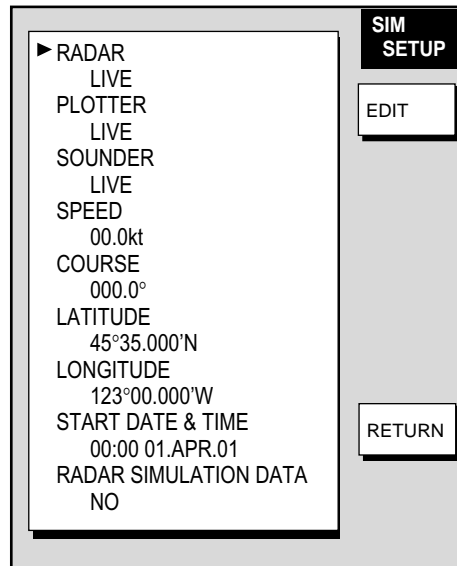 SIM
SETUP
►RADAR
LIVE
PLOTTER
LIVE
SOUNDER
LIVE
SPEED
00.0kt
COURSE
000.0°
LATITUDE
45°35.000’N
LONGITUDE
123°00.000’W
START DATE & TIME
00:00 01.APR.01
RADAR SIMULATION DATA
NO
EDIT
RETURN